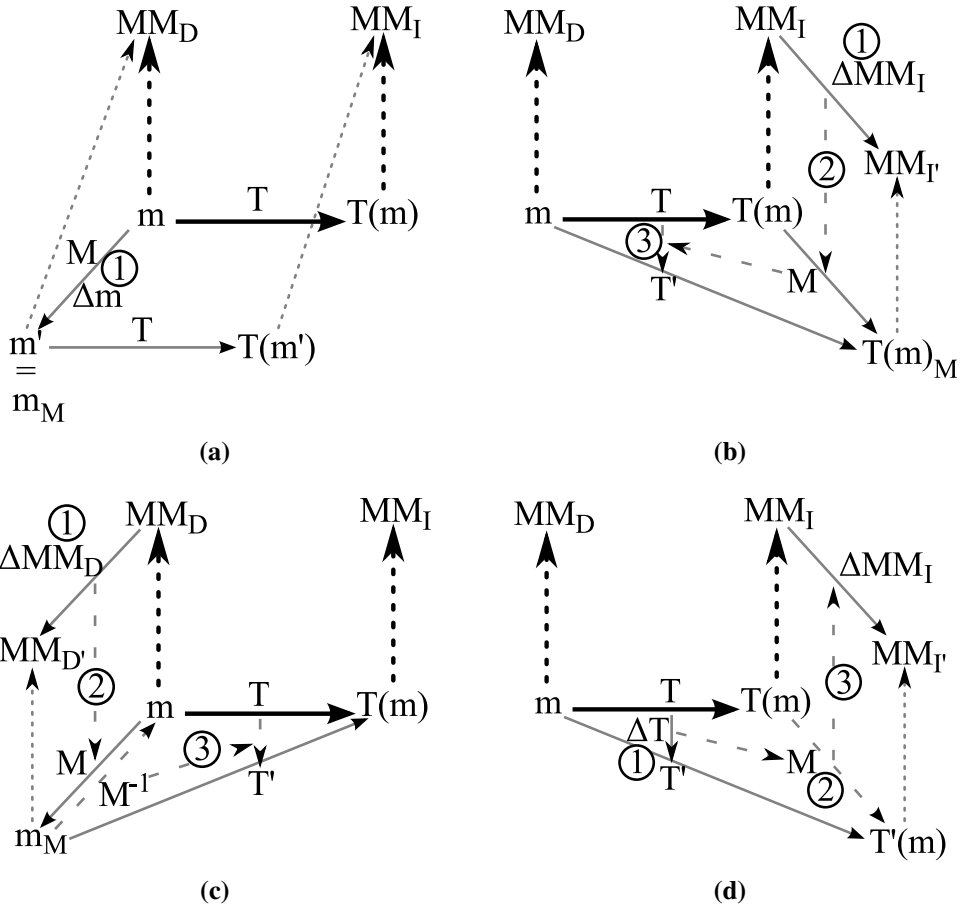 MM_D MM_I
m T T(m)
M ①
Δm
m' T T(m')
=
m_M
(a)
MM_D MM_I
①
ΔMM_I
② MM_I'
m T T(m)
③
T' M
T(m)_M
(b)
① MM_D MM_I
ΔMM_D
MM_D'
② m T T(m)
M ③
M⁻¹ T'
m_M
(c)
MM_D MM_I
ΔMM_I
MM_I'
③
m T T(m)
ΔT
① T' M
②
T'(m)
(d)